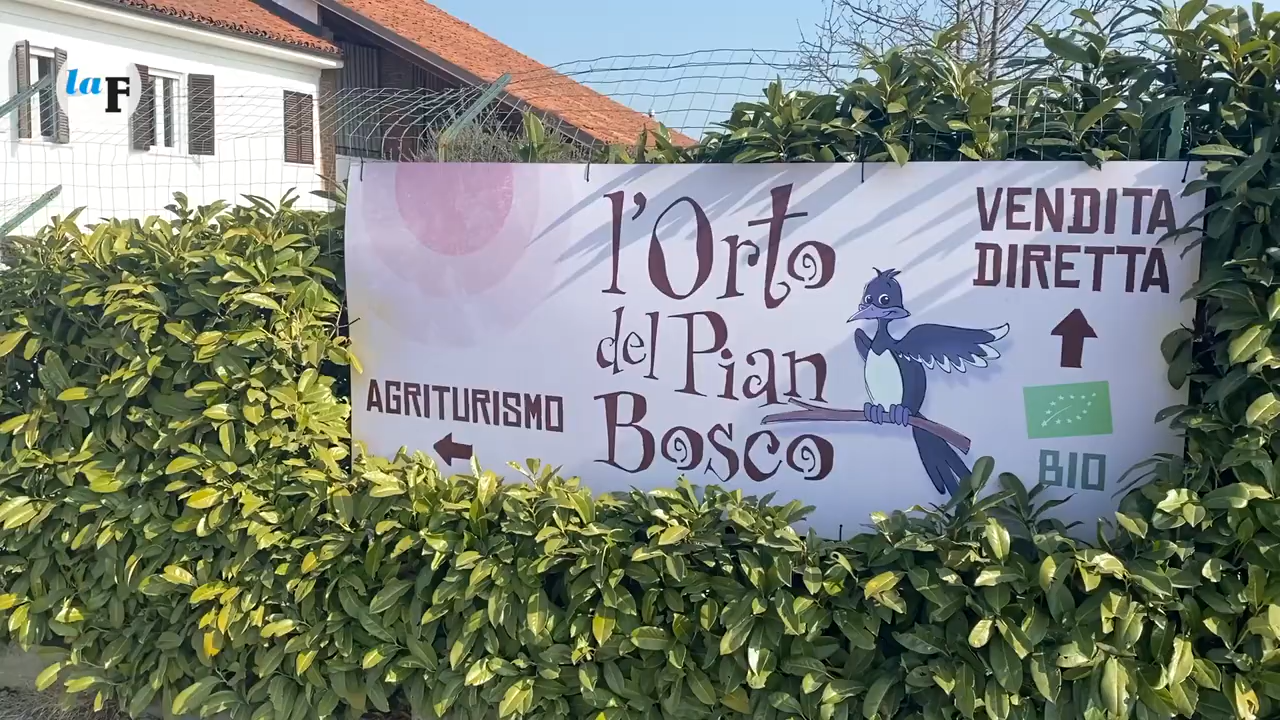 la F
l'Orto
del Pian
Bosco
AGRITURISMO
VENDITA
DIRETTA
BIO